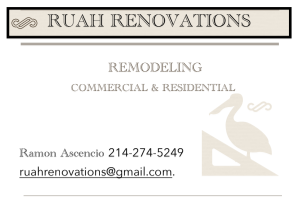 RUAH RENOVATIONS
REMODELING
COMMERCIAL & RESIDENTIAL
Ramon Ascencio 214-274-5249
ruahrenovations@gmail.com.